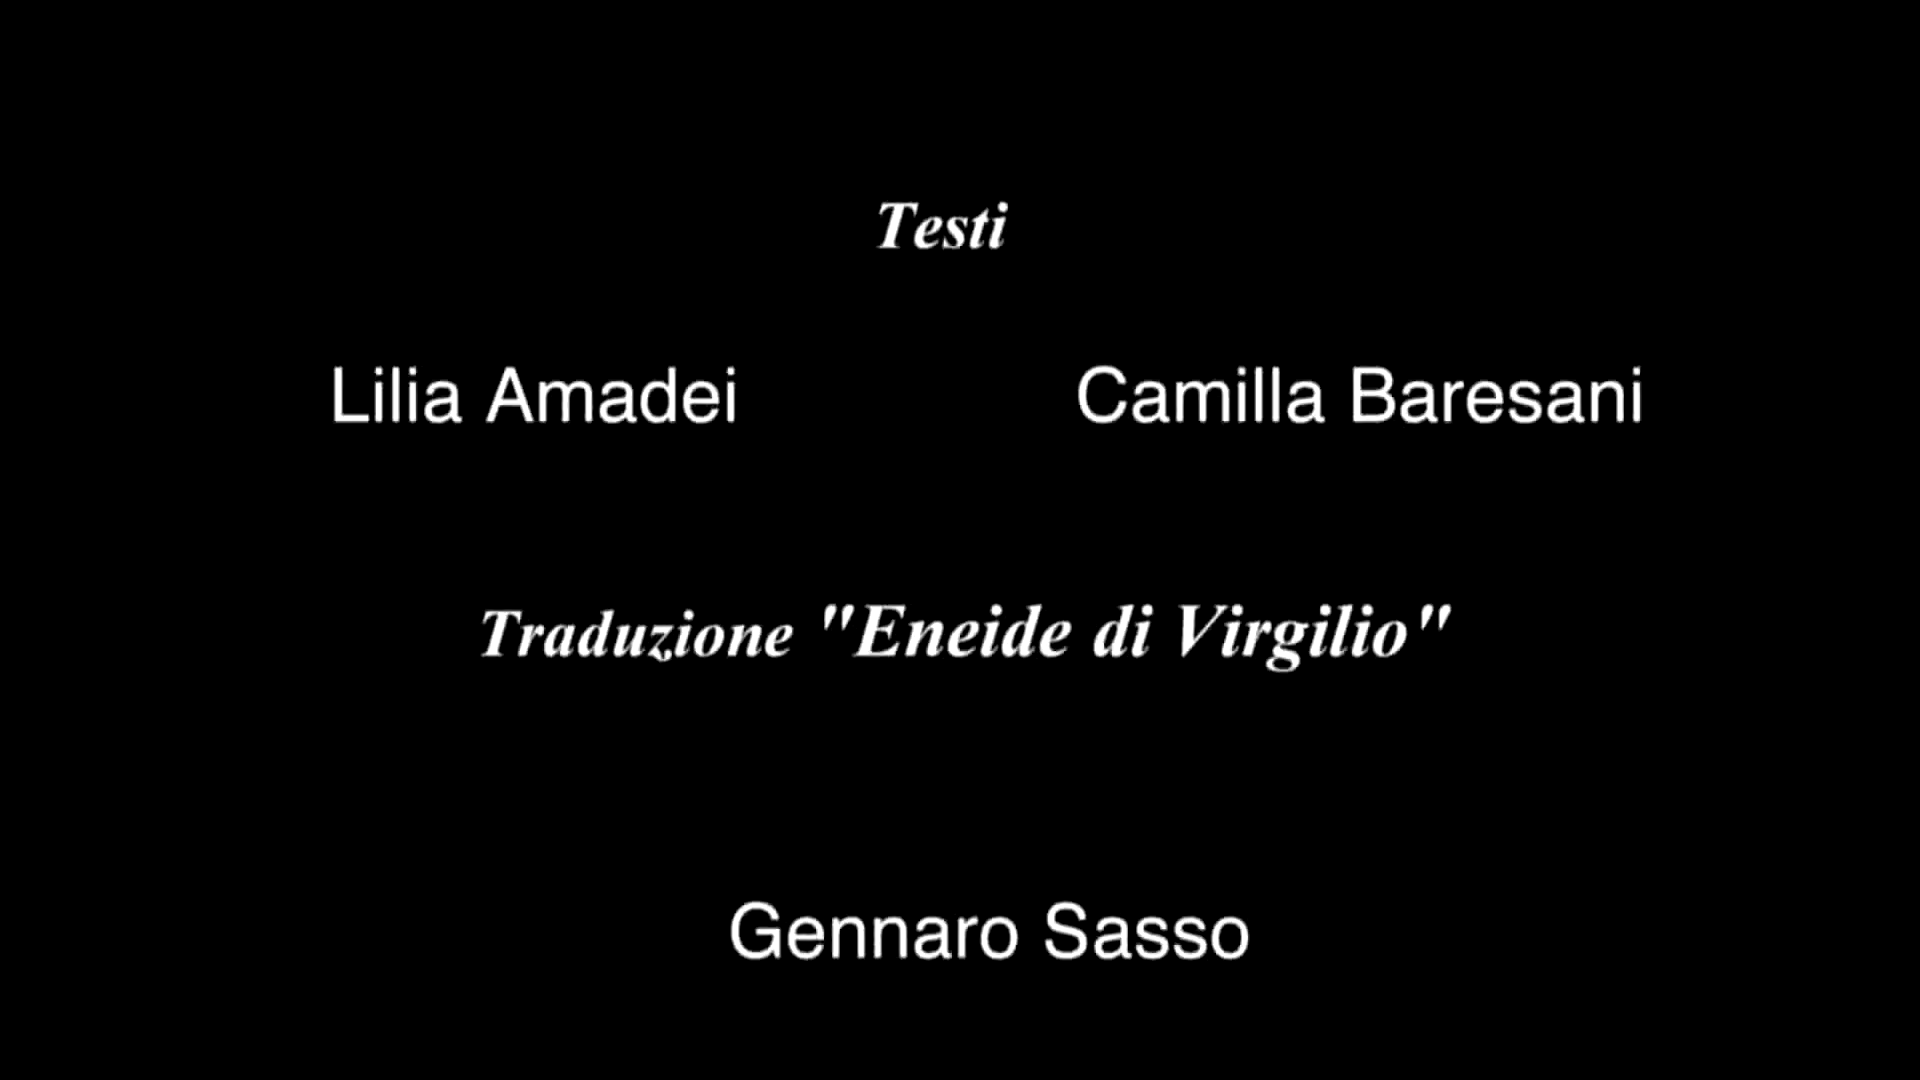 Testi
Lilia Amadei Camilla Baresani
Traduzione "Eneide di Virgilio"
Gennaro Sasso